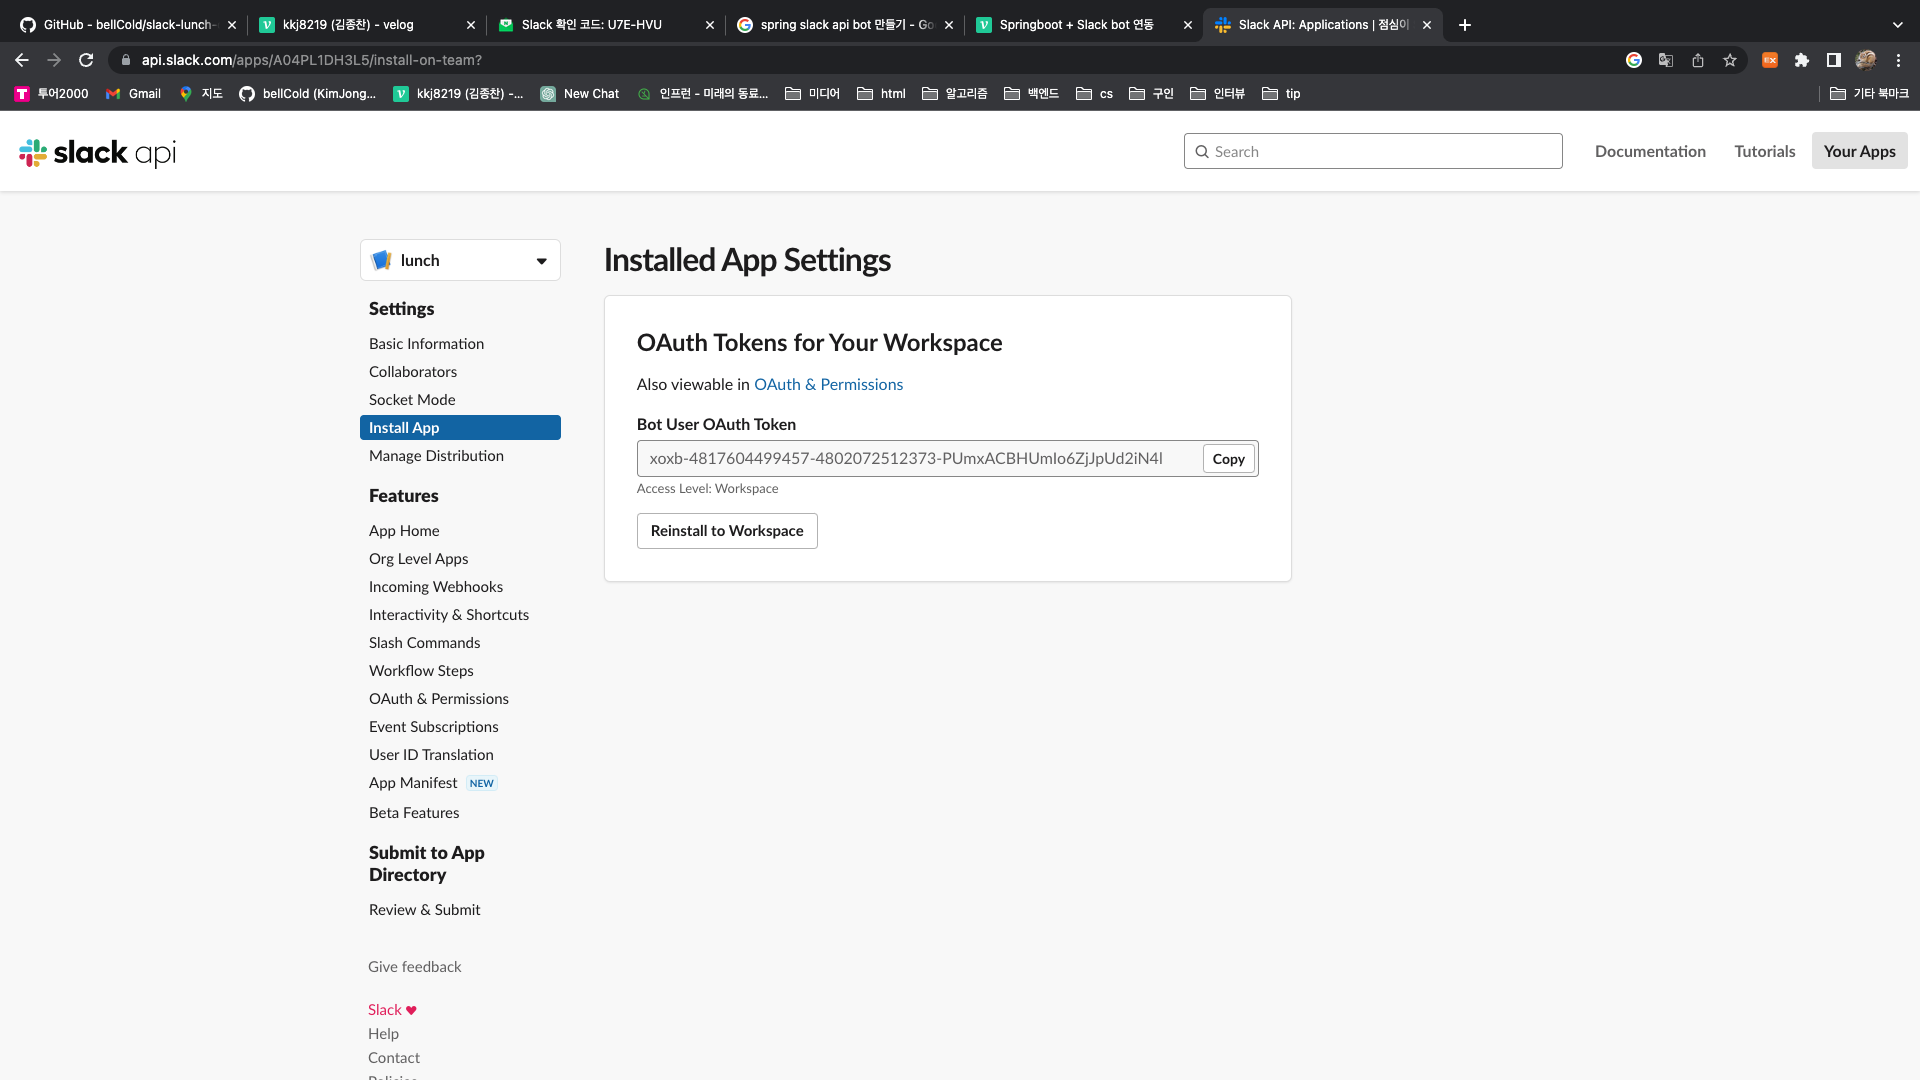 GitHub - bellCold/slack-lunch-
kkj8219 (김종찬) - velog
Slack 확인 코드: U7E-HVU
spring slack api bot 만들기 - Go
Springboot + Slack bot 연동
Slack API: Applications | 점심이
api.slack.com/apps/A04PL1DH3L5/install-on-team?
투어2000
Gmail
지도
bellCold (KimJong...
kkj8219 (김종찬) -...
New Chat
인프런 - 미래의 동료...
미디어
html
알고리즘
백엔드
cs
구인
인터뷰
tip
기타 북마크
slack api
Search
Documentation
Tutorials
Your Apps
lunch
Settings
Basic Information
Collaborators
Socket Mode
Install App
Manage Distribution
Features
App Home
Org Level Apps
Incoming Webhooks
Interactivity & Shortcuts
Slash Commands
Workflow Steps
OAuth & Permissions
Event Subscriptions
User ID Translation
App Manifest NEW
Beta Features
Submit to App
Directory
Review & Submit
Give feedback
Slack ♥
Help
Contact
Policies
Installed App Settings
OAuth Tokens for Your Workspace
Also viewable in OAuth & Permissions
Bot User OAuth Token
xoxb-4817604499457-4802072512373-PUmxACBHUmIo6ZjJpUd2iN4I
Copy
Access Level: Workspace
Reinstall to Workspace